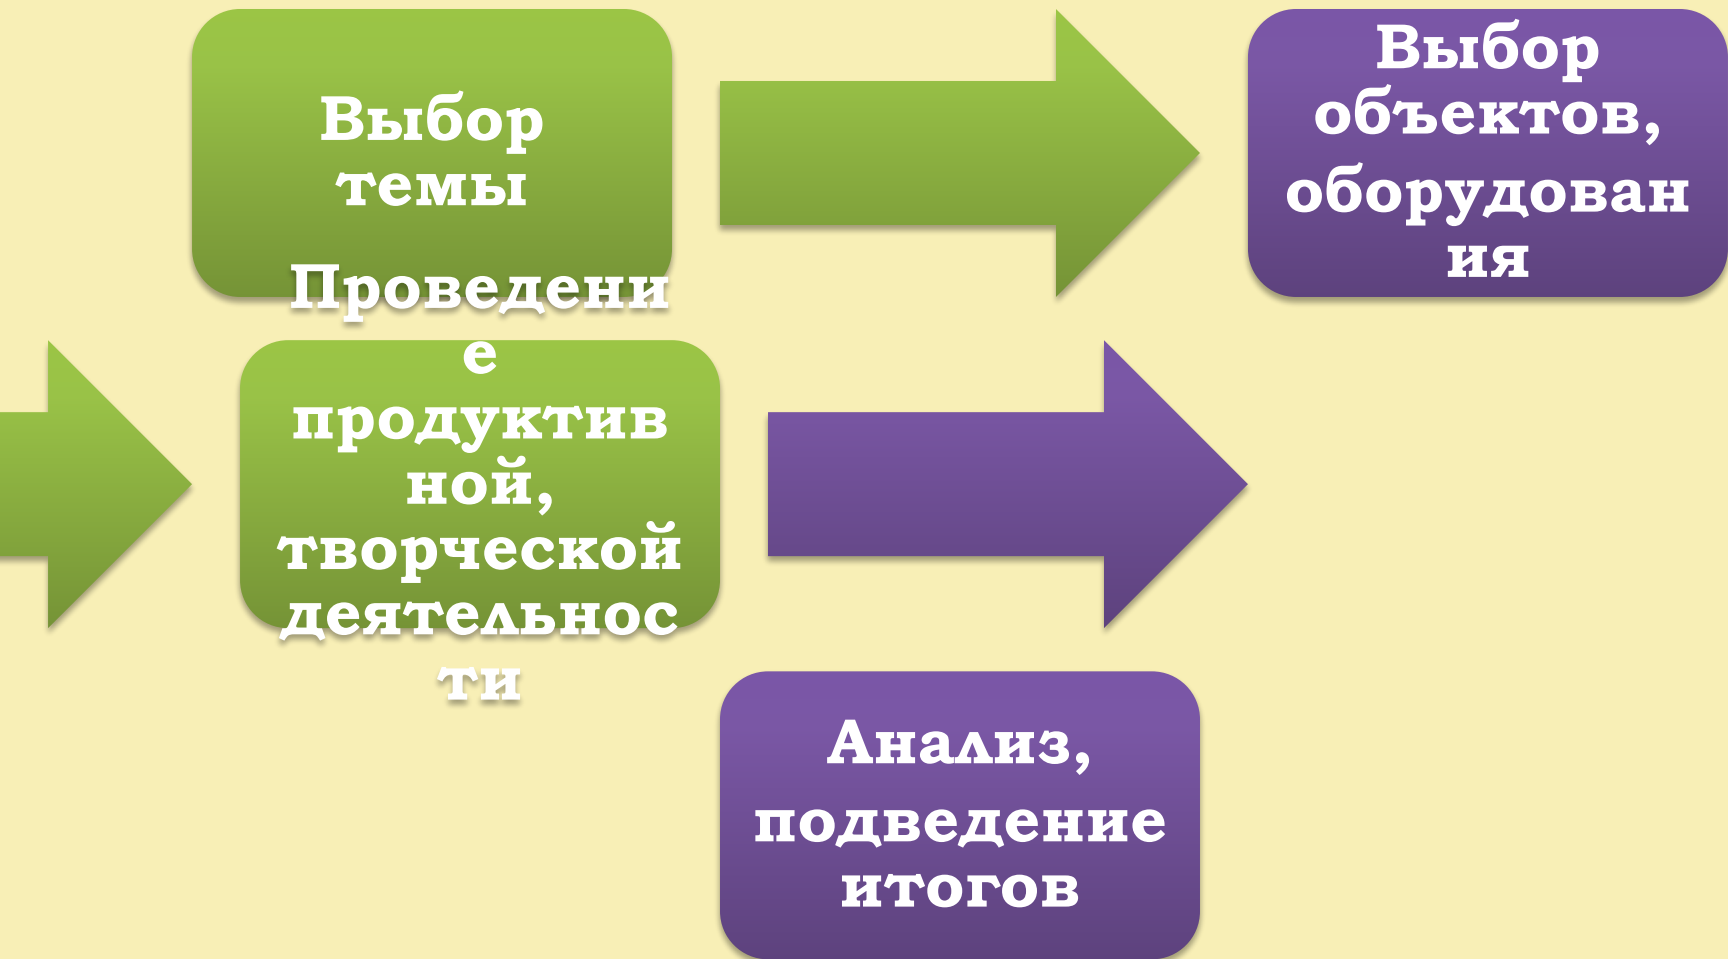 Выбор
темы
Выбор
объектов,
оборудован
ия
Проведени
е
продуктив
ной,
творческой
деятельнос
ти
Анализ,
подведение
итогов